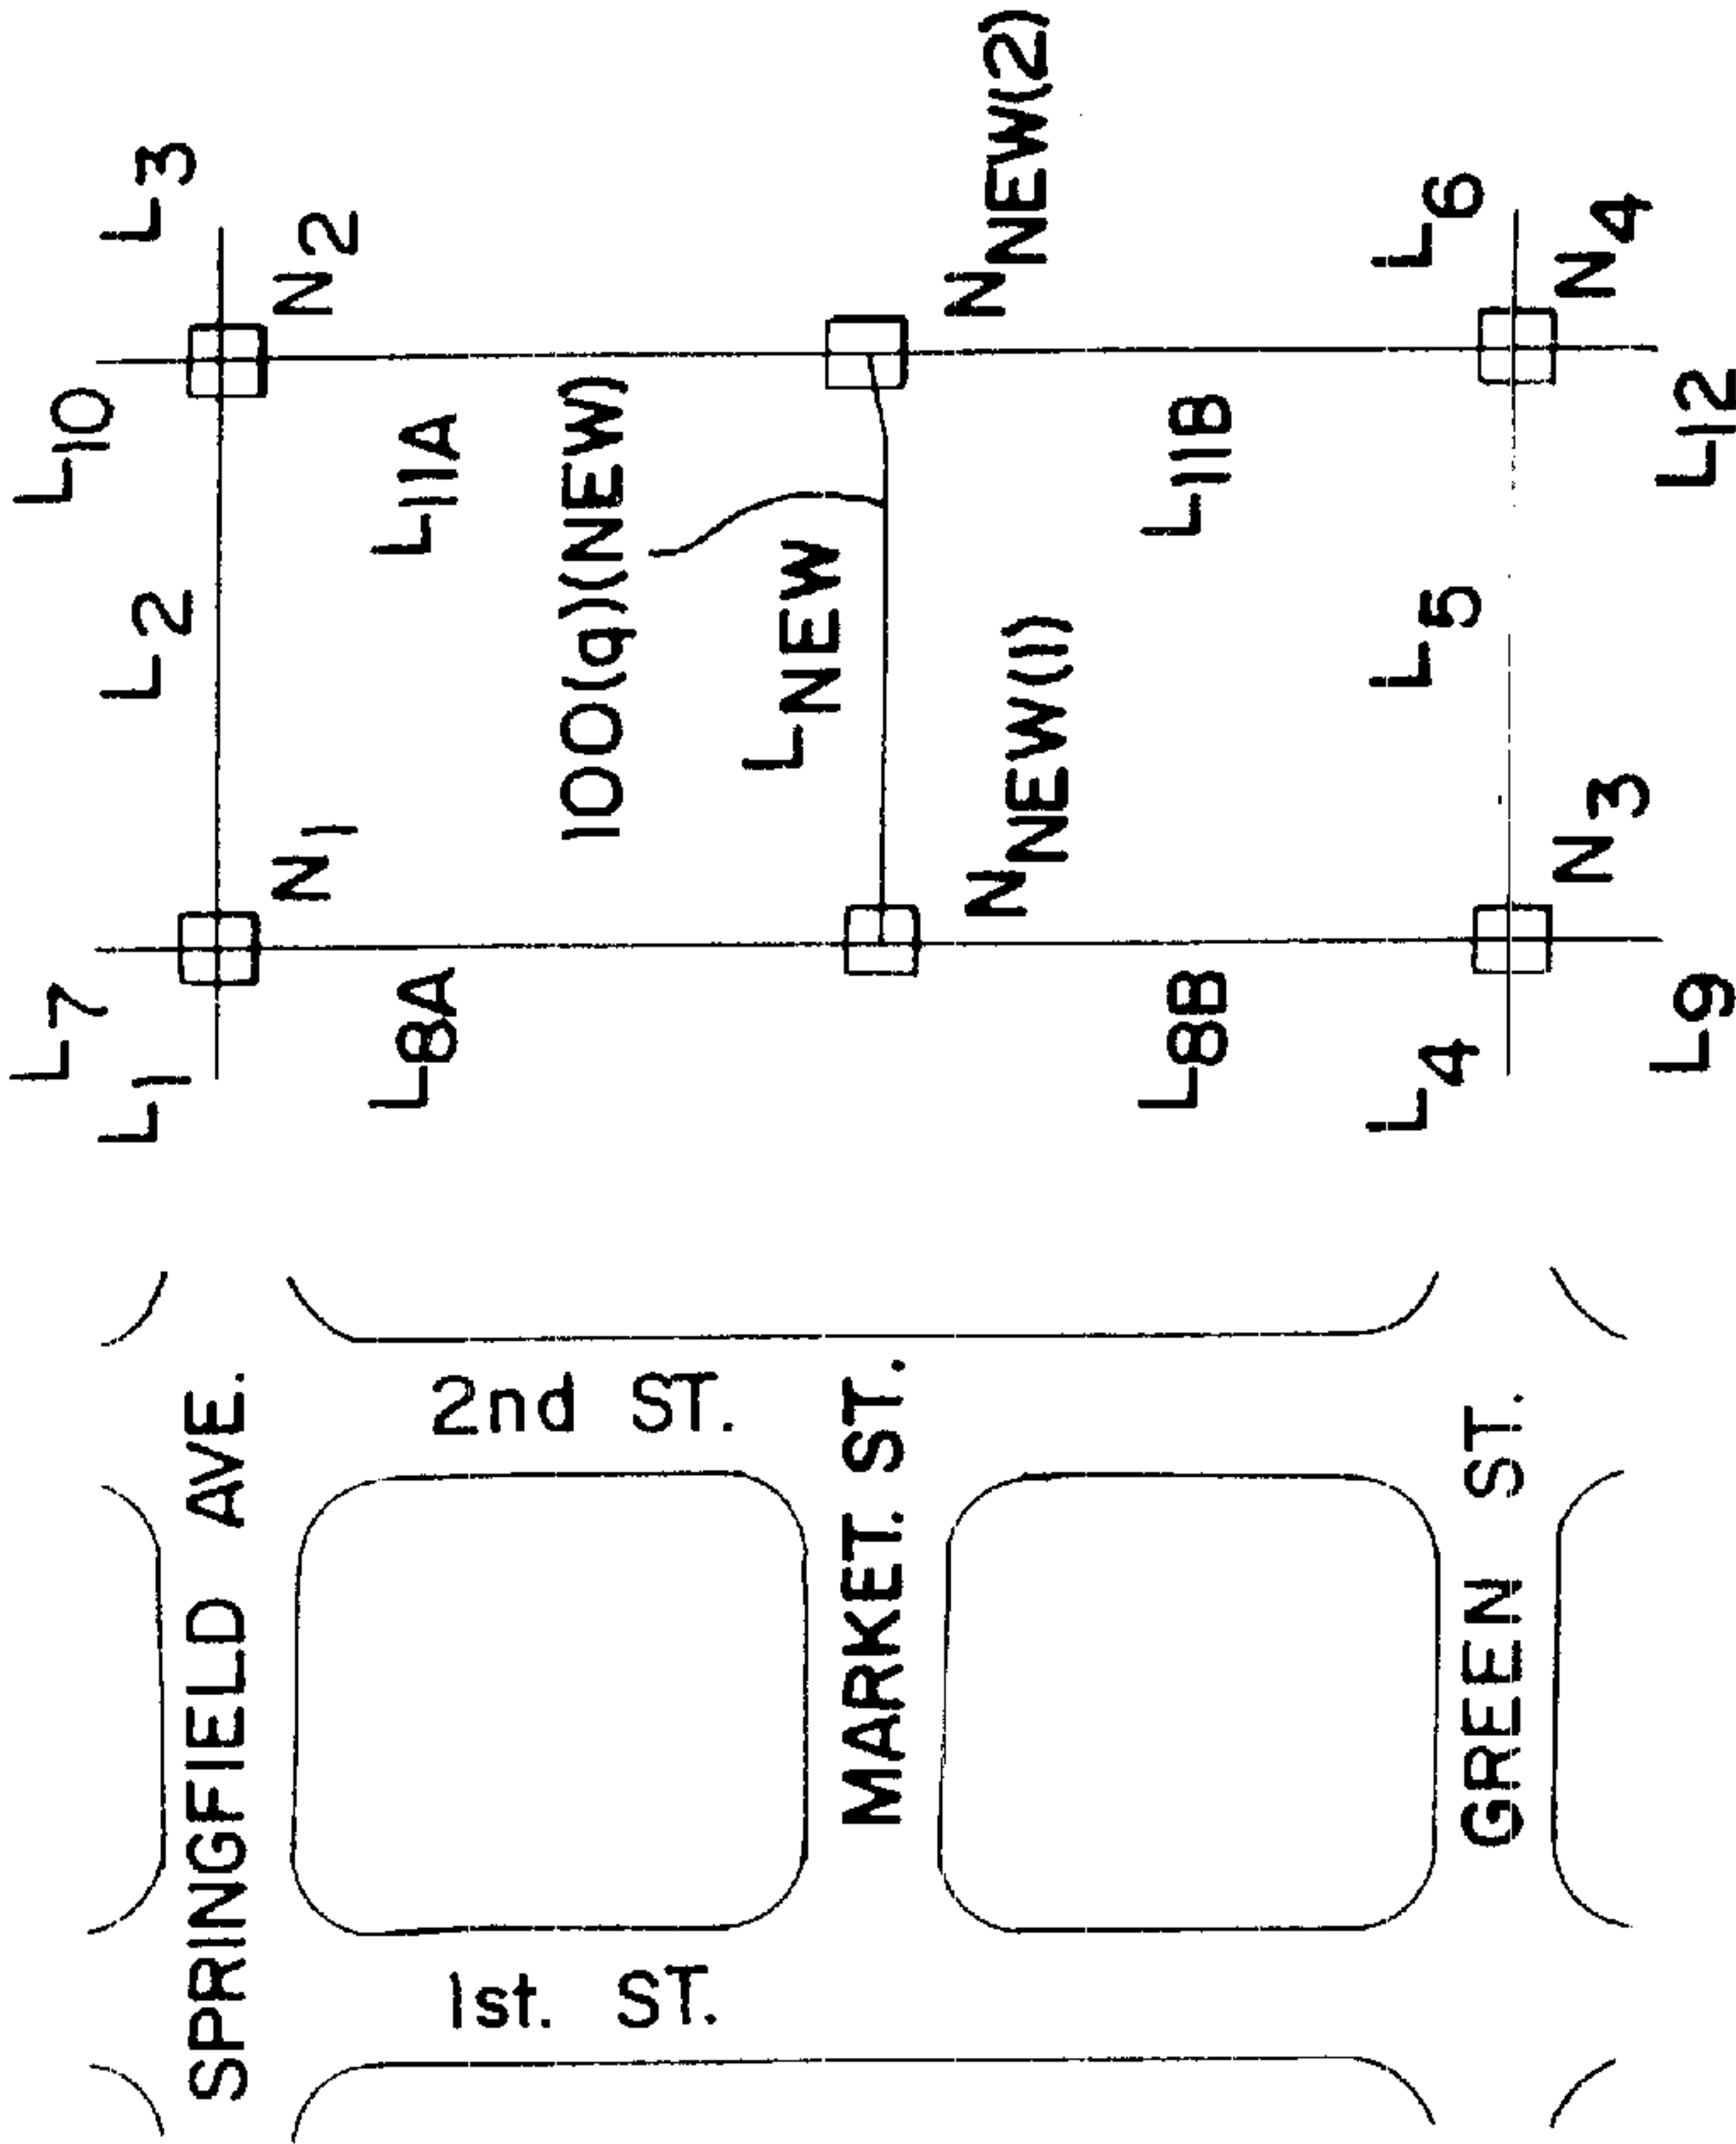 L7
L10
L1
L2
L3
N1
N2
L8A
L11A
100(q)(NEW)
LNEW
NNEW(1)
NNEW(2)
L8B
L11B
L4
L5
L6
N3
N4
L9
L12
SPRINGFIELD AVE.
1st. ST.
2nd ST.
MARKET. ST.
GREEN ST.